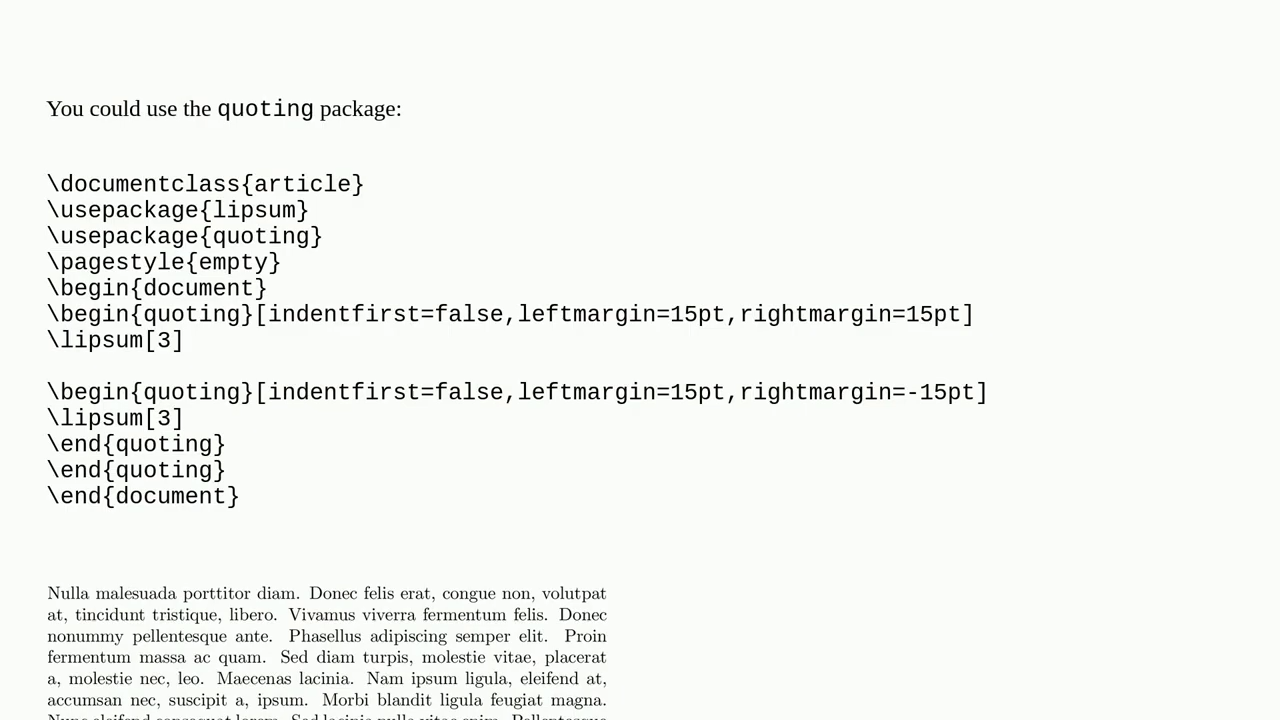 You could use the quoting package:
\documentclass{article}
\usepackage{lipsum}
\usepackage{quoting}
\pagestyle{empty}
\begin{document}
\begin{quoting}[indentfirst=false,leftmargin=15pt,rightmargin=15pt]
\lipsum[3]
\begin{quoting}[indentfirst=false,leftmargin=15pt,rightmargin=-15pt]
\lipsum[3]
\end{quoting}
\end{quoting}
\end{document}
Nulla malesuada porttitor diam. Donec felis erat, congue non, volutpat
at, tincidunt tristique, libero. Vivamus viverra fermentum felis. Donec
nonummy pellentesque ante. Phasellus adipiscing semper elit. Proin
fermentum massa ac quam. Sed diam turpis, molestie vitae, placerat
a, molestie nec, leo. Maecenas lacinia. Nam ipsum ligula, eleifend at,
accumsan nec, suscipit a, ipsum. Morbi blandit ligula feugiat magna.